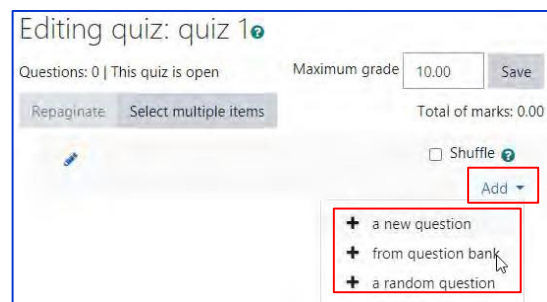 Editing quiz: quiz 1
Questions: 0 | This quiz is open
Maximum grade 10.00 Save
Repaginate Select multiple items
Total of marks: 0.00
Shuffle
Add
a new question
from question bank
a random question